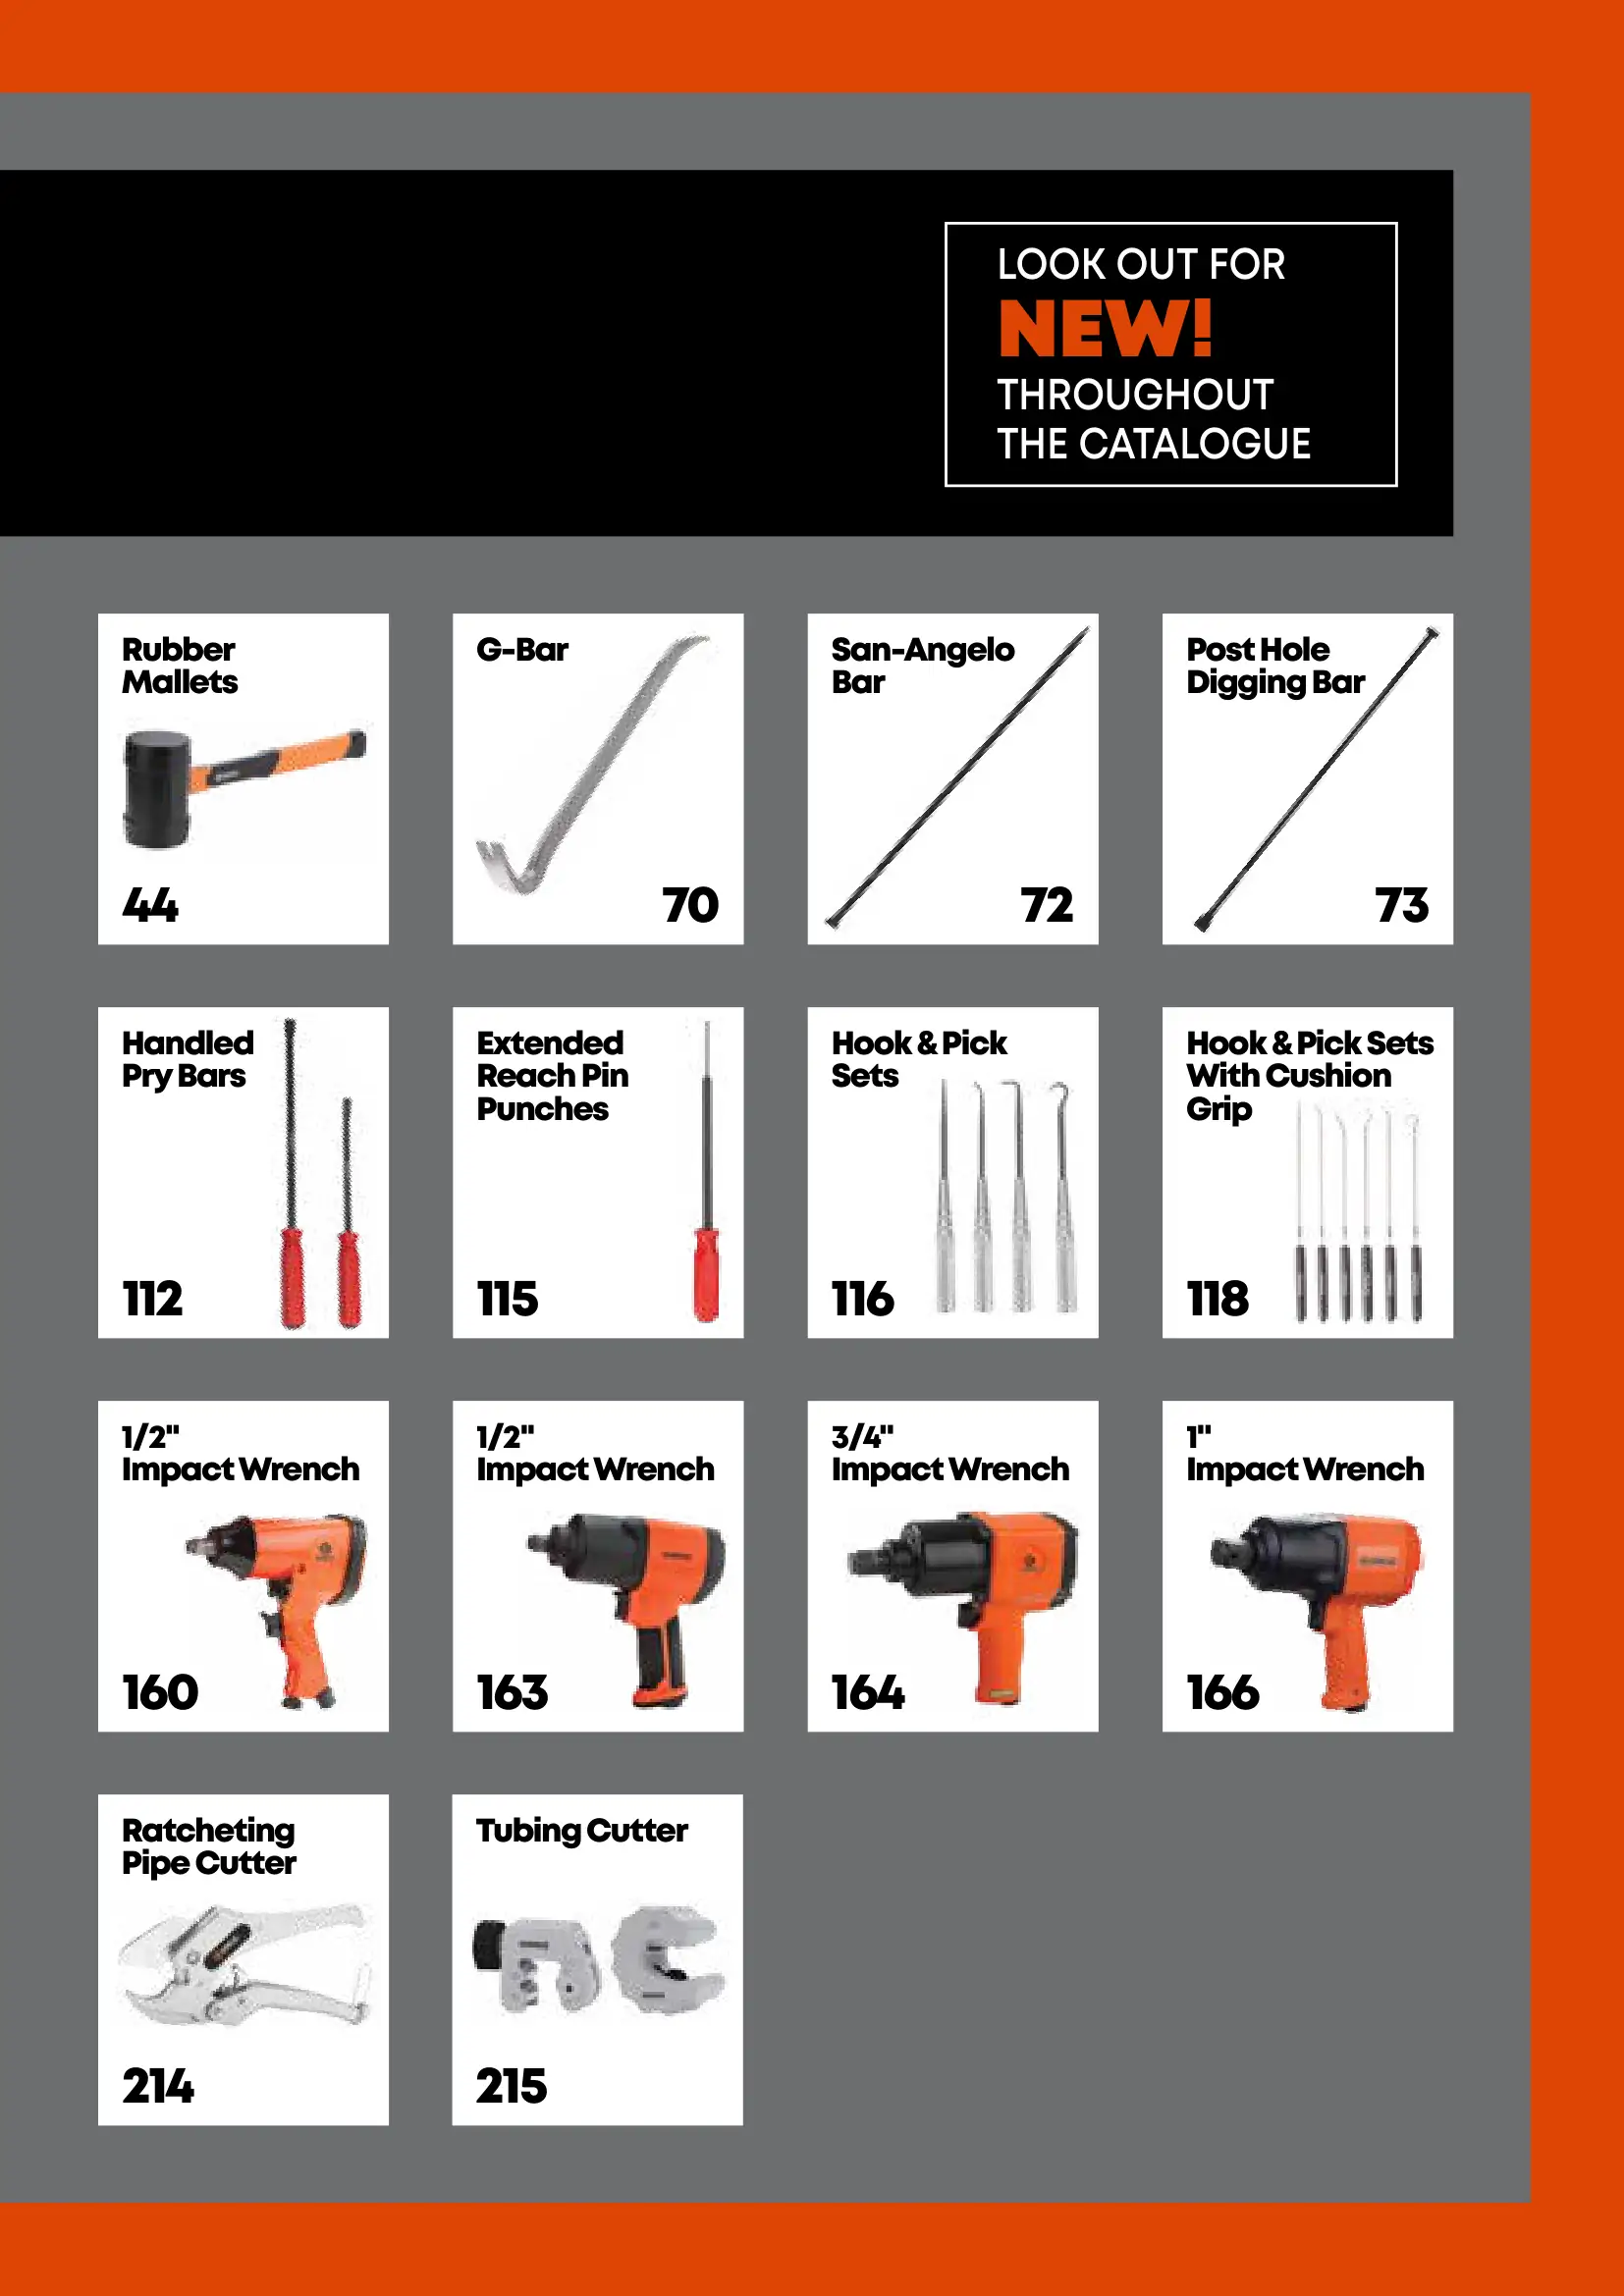 LOOK OUT FOR
NEW!
THROUGHOUT
THE CATALOGUE
Rubber
Mallets
44
G-Bar
70
San-Angelo
Bar
72
Post Hole
Digging Bar
73
Handled
Pry Bars
112
Extended
Reach Pin
Punches
115
Hook & Pick
Sets
116
Hook & Pick Sets
With Cushion
Grip
118
1/2"
Impact Wrench
160
1/2"
Impact Wrench
163
3/4"
Impact Wrench
164
1"
Impact Wrench
166
Ratcheting
Pipe Cutter
214
Tubing Cutter
215